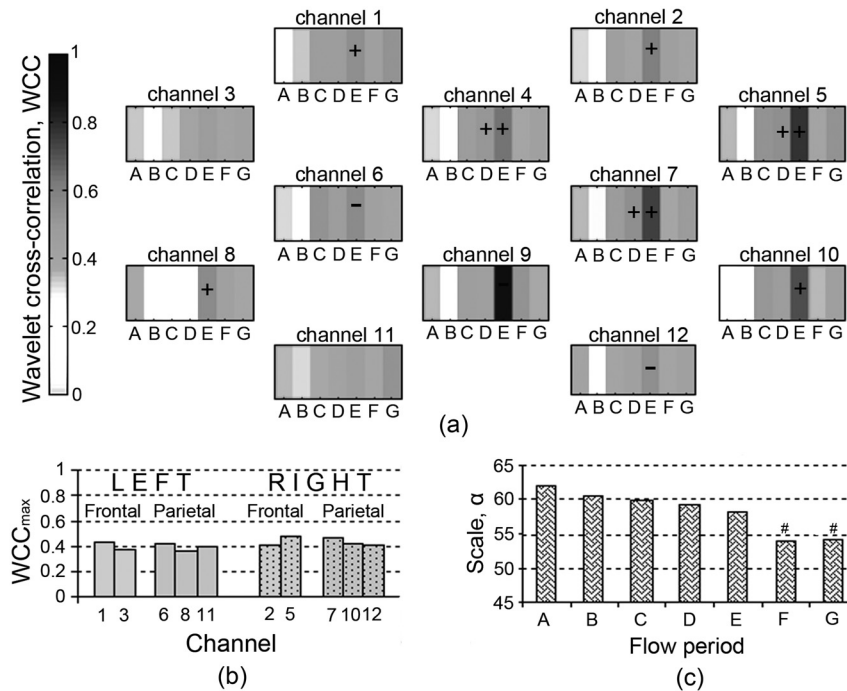 Wavelet cross-correlation, WCC
1
0.8
0.6
0.4
0.2
0
channel 1
+
A B C D E F G
channel 2
+
A B C D E F G
channel 3
A B C D E F G
channel 4
+ +
A B C D E F G
channel 5
+ +
A B C D E F G
channel 6
-
A B C D E F G
channel 7
+ +
A B C D E F G
channel 8
+
A B C D E F G
channel 9
-
A B C D E F G
channel 10
+
A B C D E F G
channel 11
A B C D E F G
channel 12
-
A B C D E F G
(a)
WCCmax
1
0.8
0.6
0.4
0.2
0
LEFT RIGHT
Frontal Parietal Frontal Parietal
1 3 6 8 11 2 5 7 10 12
Channel
(b)
Scale, α
65
60
55
50
45
# #
A B C D E F G
Flow period
(c)